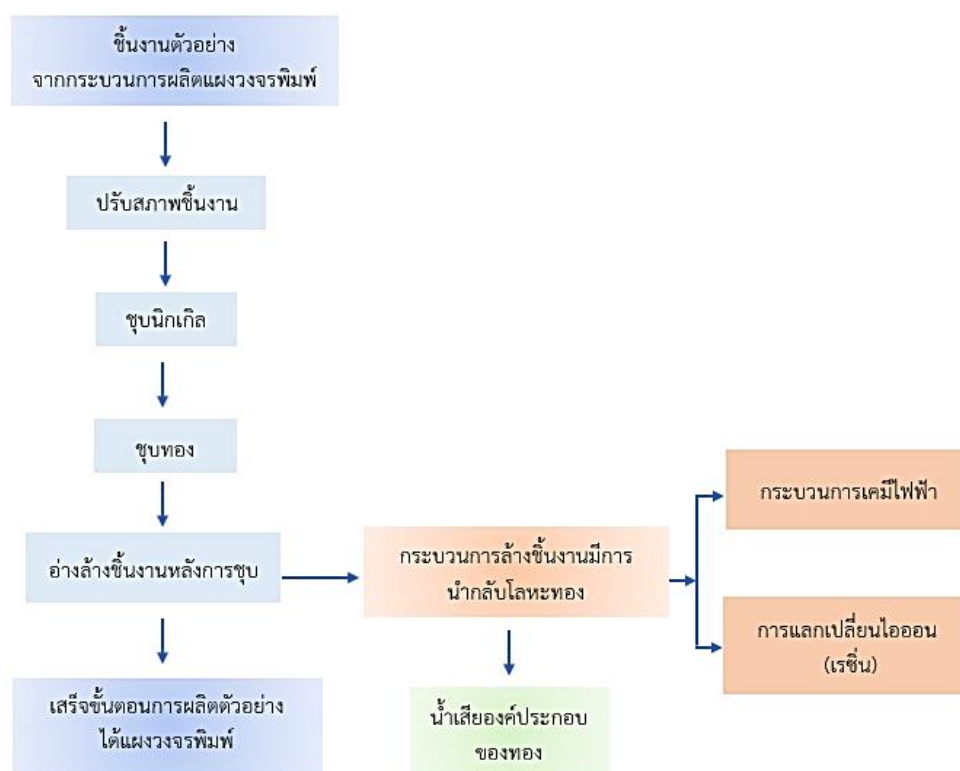 ชิ้นงานตัวอย่าง
จากกระบวนการผลิตแผงวงจรพิมพ์
ปรับสภาพชิ้นงาน
ชุบนิกเกิล
ชุบทอง
อ่างล้างชิ้นงานหลังการชุบ
เสร็จขั้นตอนการผลิตตัวอย่าง
ได้แผงวงจรพิมพ์
กระบวนการล้างชิ้นงานมีการ
นำกลับโลหะทอง
น้ำเสียองค์ประกอบ
ของทอง
กระบวนการเคมีไฟฟ้า
การแลกเปลี่ยนไอออน
(เรซิ่น)